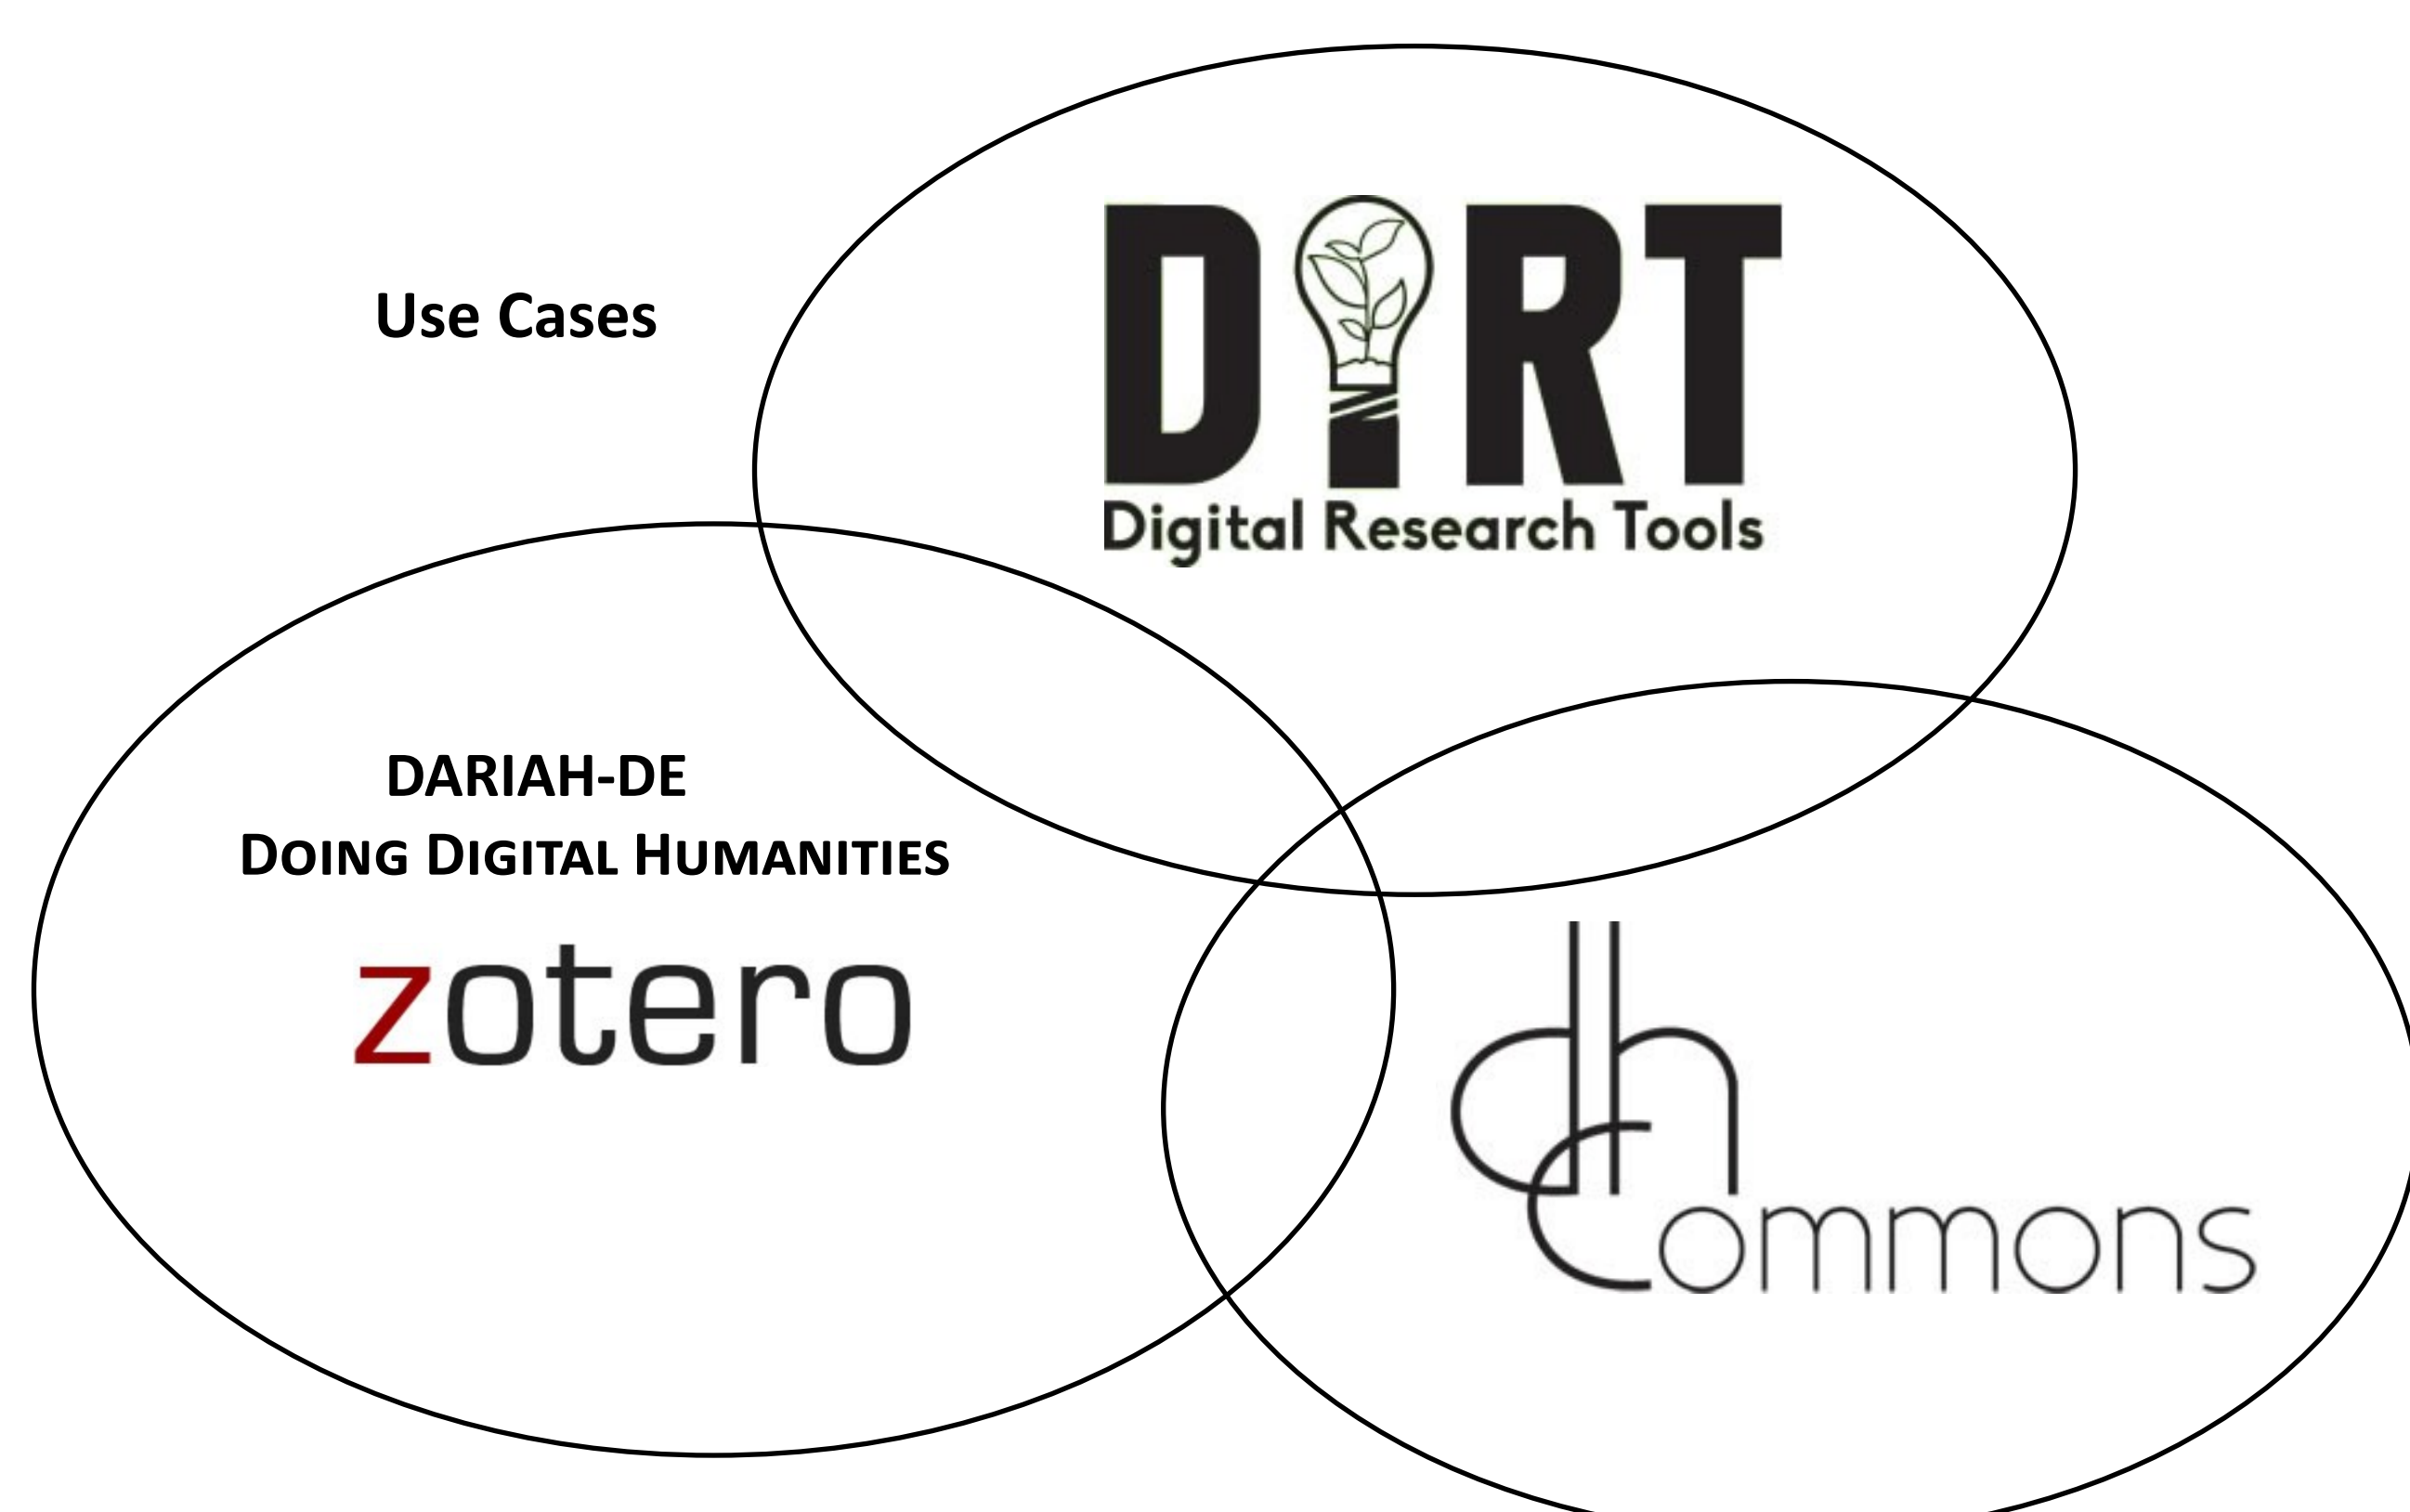 Use Cases
DiRT
Digital Research Tools
DARIAH-DE
Doing Digital Humanities
zotero
dh
Commons